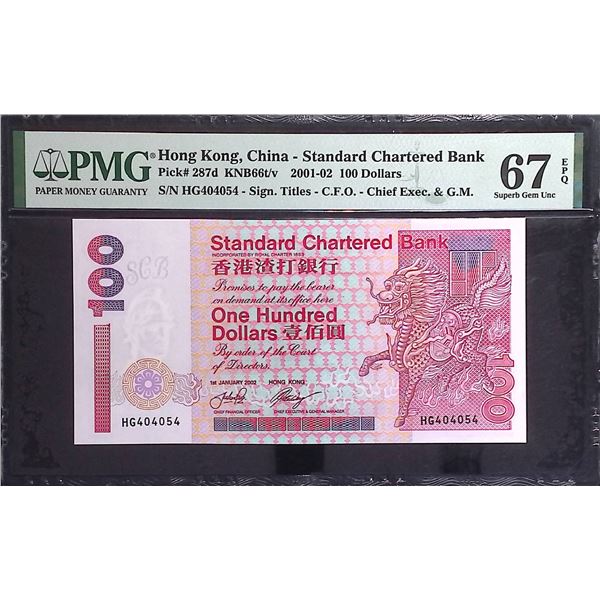 PMG®
PAPER MONEY GUARANTY
Hong Kong, China - Standard Chartered Bank
Pick# 287d KNB66t/v 2001-02 100 Dollars
S/N HG404054 - Sign. Titles - C.F.O. - Chief Exec. & G.M.
67
EPQ
Superb Gem Unc
100
SCB
Standard Chartered Bank
INCORPORATED BY ROYAL CHARTER 1853
香港渣打銀行
Promises to pay the bearer
on demand at its office here
One Hundred
Dollars 壹佰圓
By order of the Court
of Directors.
1st JANUARY 2002 HONG KONG
CHIEF FINANCIAL OFFICER CHIEF EXECUTIVE & GENERAL MANAGER
HG404054
HG404054
100